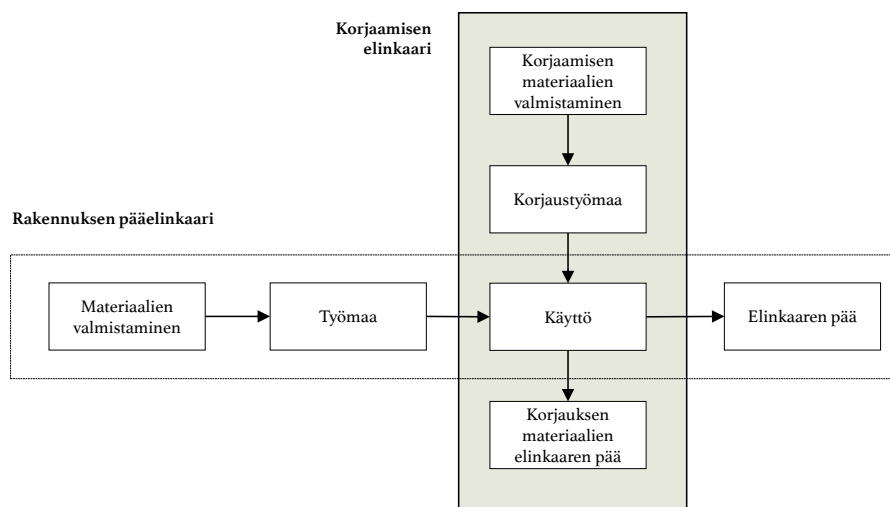 Korjaamisen
elinkaari
Korjaamisen
materiaalien
valmistaminen
Korjaustyömaa
Rakennuksen pääelinkaari
Materiaalien
valmistaminen
Työmaa
Käyttö
Elinkaaren pää
Korjauksen
materiaalien
elinkaaren pää